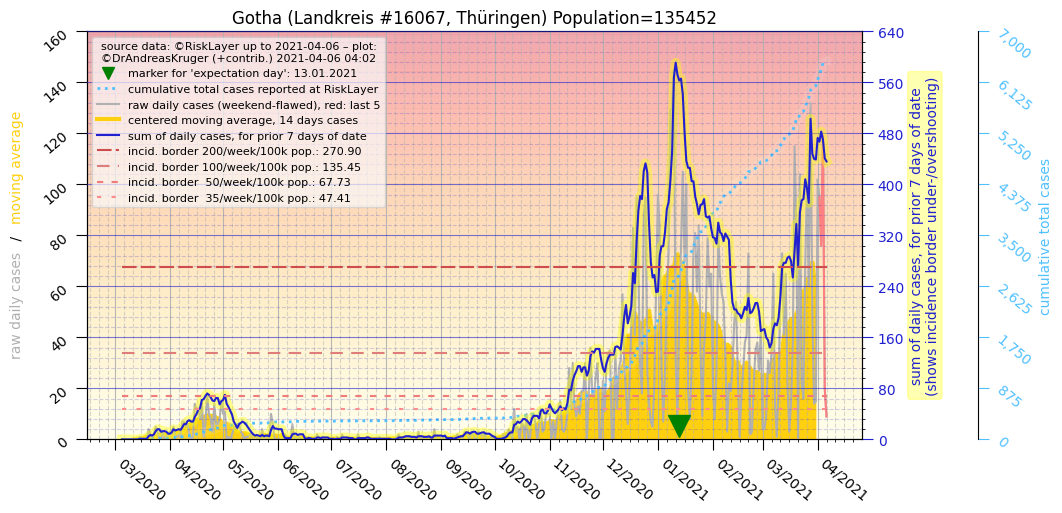 Gotha (Landkreis #16067, Thüringen) Population=135452
source data: ©RiskLayer up to 2021-04-06 – plot:
©DrAndreasKruger (+contrib.) 2021-04-06 04:02
marker for 'expectation day': 13.01.2021
cumulative total cases reported at RiskLayer
raw daily cases (weekend-flawed), red: last 5
centered moving average, 14 days cases
sum of daily cases, for prior 7 days of date
incid. border 200/week/100k pop.: 270.90
incid. border 100/week/100k pop.: 135.45
incid. border  50/week/100k pop.: 67.73
incid. border  35/week/100k pop.: 47.41
raw daily cases / moving average
160
140
120
100
80
60
40
20
0
03/2020
04/2020
05/2020
06/2020
07/2020
08/2020
09/2020
10/2020
11/2020
12/2020
01/2021
02/2021
03/2021
04/2021
640
560
480
400
320
240
160
80
0
sum of daily cases, for prior 7 days of date
(shows incidence border under-/overshooting)
7,000
6,125
5,250
4,375
3,500
2,625
1,750
875
0
cumulative total cases